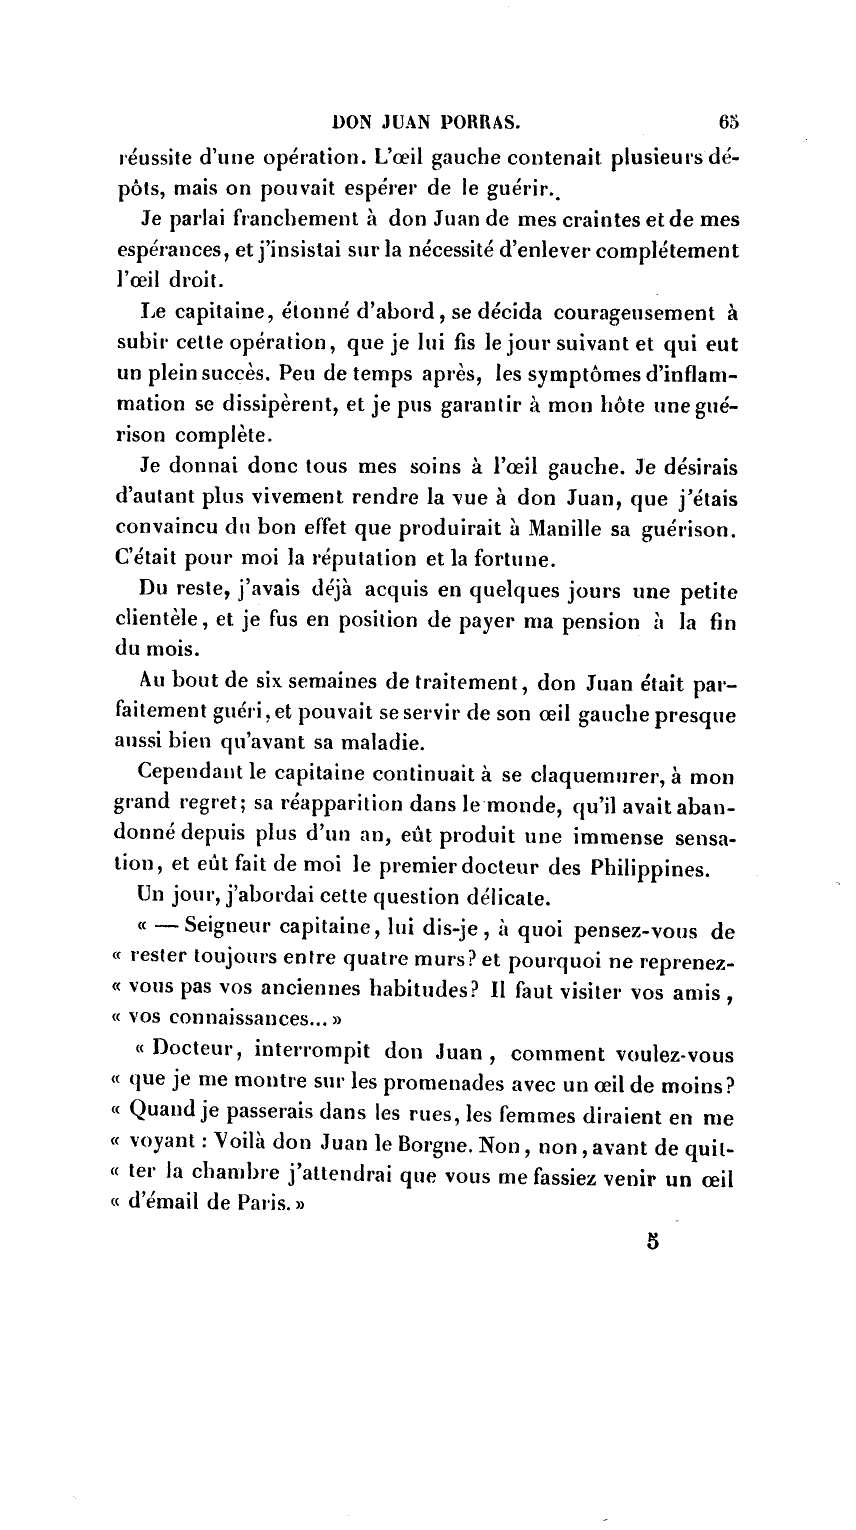 DON JUAN PORRAS. 65
réussite d'une opération. L'œil gauche contenait plusieurs dé-
pôts, mais on pouvait espérer de le guérir..
Je parlai franchement à don Juan de mes craintes et de mes
espérances, et j'insistai sur la nécessité d'enlever complétement
l'œil droit.
Le capitaine, étonné d'abord, se décida courageusement à
subir cette opération, que je lui fis le jour suivant et qui eut
un plein succès. Peu de temps après, les symptômes d'inflam-
mation se dissipèrent, et je pus garantir à mon hôte une gué-
rison complète.
Je donnai donc tous mes soins à l'œil gauche. Je désirais
d'autant plus vivement rendre la vue à don Juan, que j'étais
convaincu du bon effet que produirait à Manille sa guérison.
C'était pour moi la réputation et la fortune.
Du reste, j'avais déjà acquis en quelques jours une petite
clientèle, et je fus en position de payer ma pension à la fin
du mois.
Au bout de six semaines de traitement, don Juan était par-
faitement guéri, et pouvait se servir de son œil gauche presque
aussi bien qu'avant sa maladie.
Cependant le capitaine continuait à se claquemurer, à mon
grand regret; sa réapparition dans le monde, qu'il avait aban-
donné depuis plus d'un an, eût produit une immense sensa-
tion, et eût fait de moi le premier docteur des Philippines.
Un jour, j'abordai cette question délicate.
« — Seigneur capitaine, lui dis-je, à quoi pensez-vous de
« rester toujours entre quatre murs? et pourquoi ne reprenez-
« vous pas vos anciennes habitudes? Il faut visiter vos amis,
« vos connaissances... »
« Docteur, interrompit don Juan, comment voulez-vous
« que je me montre sur les promenades avec un œil de moins?
« Quand je passerais dans les rues, les femmes diraient en me
« voyant : Voilà don Juan le Borgne. Non, non, avant de quit-
« ter la chambre j'attendrai que vous me fassiez venir un œil
« d'émail de Paris. »
5